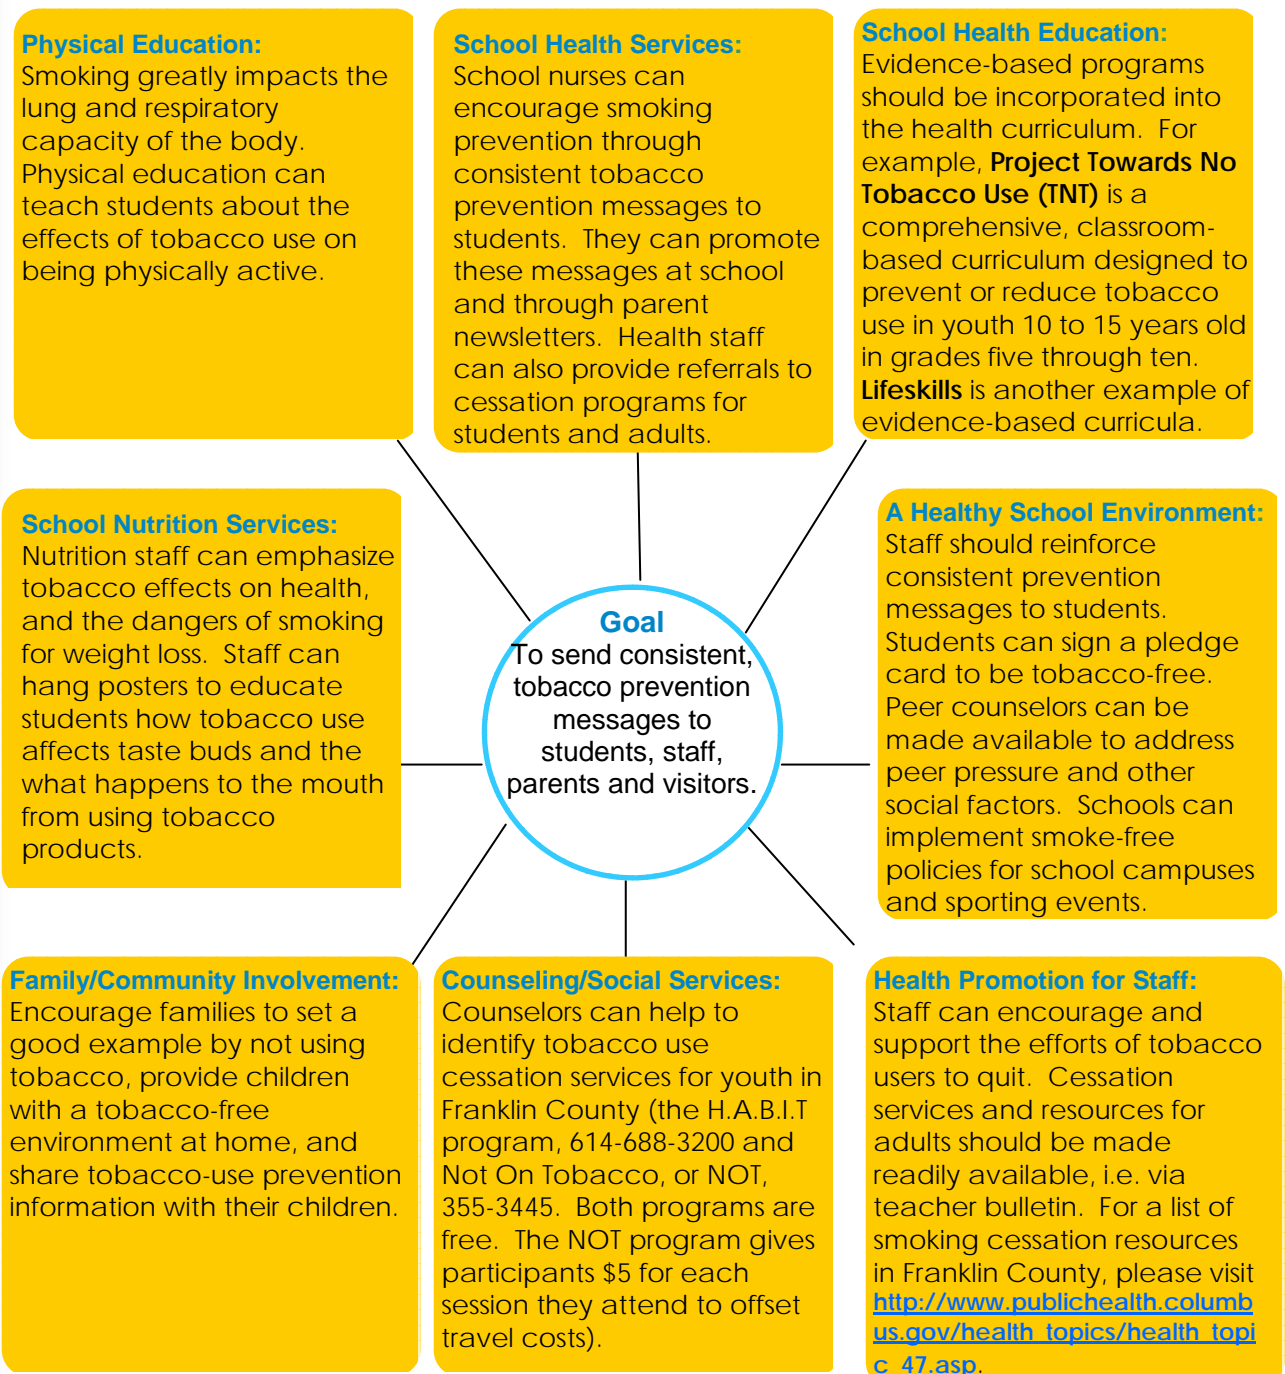 Physical Education:
Smoking greatly impacts the
lung and respiratory
capacity of the body.
Physical education can
teach students about the
effects of tobacco use on
being physically active.
School Health Services:
School nurses can
encourage smoking
prevention through
consistent tobacco
prevention messages to
students.  They can promote
these messages at school
and through parent
newsletters.  Health staff
can also provide referrals to
cessation programs for
students and adults.
School Health Education:
Evidence-based programs
should be incorporated into
the health curriculum.  For
example, Project Towards No
Tobacco Use (TNT) is a
comprehensive, classroom-
based curriculum designed to
prevent or reduce tobacco
use in youth 10 to 15 years old
in grades five through ten.
Lifeskills is another example of
evidence-based curricula.
School Nutrition Services:
Nutrition staff can emphasize
tobacco effects on health,
and the dangers of smoking
for weight loss.  Staff can
hang posters to educate
students how tobacco use
affects taste buds and the
what happens to the mouth
from using tobacco
products.
Goal
To send consistent,
tobacco prevention
messages to
students, staff,
parents and visitors.
A Healthy School Environment:
Staff should reinforce
consistent prevention
messages to students.
Students can sign a pledge
card to be tobacco-free.
Peer counselors can be
made available to address
peer pressure and other
social factors.  Schools can
implement smoke-free
policies for school campuses
and sporting events.
Family/Community Involvement:
Encourage families to set a
good example by not using
tobacco, provide children
with a tobacco-free
environment at home, and
share tobacco-use prevention
information with their children.
Counseling/Social Services:
Counselors can help to
identify tobacco use
cessation services for youth in
Franklin County (the H.A.B.I.T
program, 614-688-3200 and
Not On Tobacco, or NOT,
355-3445.  Both programs are
free.  The NOT program gives
participants $5 for each
session they attend to offset
travel costs).
Health Promotion for Staff:
Staff can encourage and
support the efforts of tobacco
users to quit.  Cessation
services and resources for
adults should be made
readily available, i.e. via
teacher bulletin.  For a list of
smoking cessation resources
in Franklin County, please visit
http://www.publichealth.columb
us.gov/health_topics/health_topi
c_47.asp.